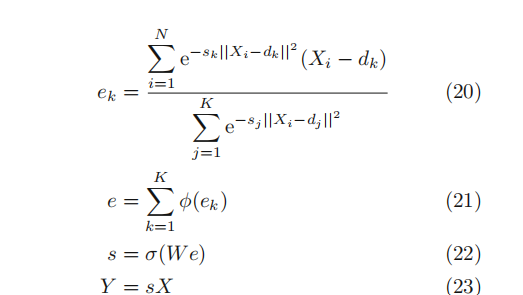 e_k = \frac{\sum_{i=1}^{N} e^{-s_k||X_i-d_k||^2}(X_i - d_k)}{\sum_{j=1}^{K} e^{-s_j||X_i-d_j||^2}} (20)
e = \sum_{k=1}^{K} \phi(e_k) (21)
s = \sigma(We) (22)
Y = sX (23)